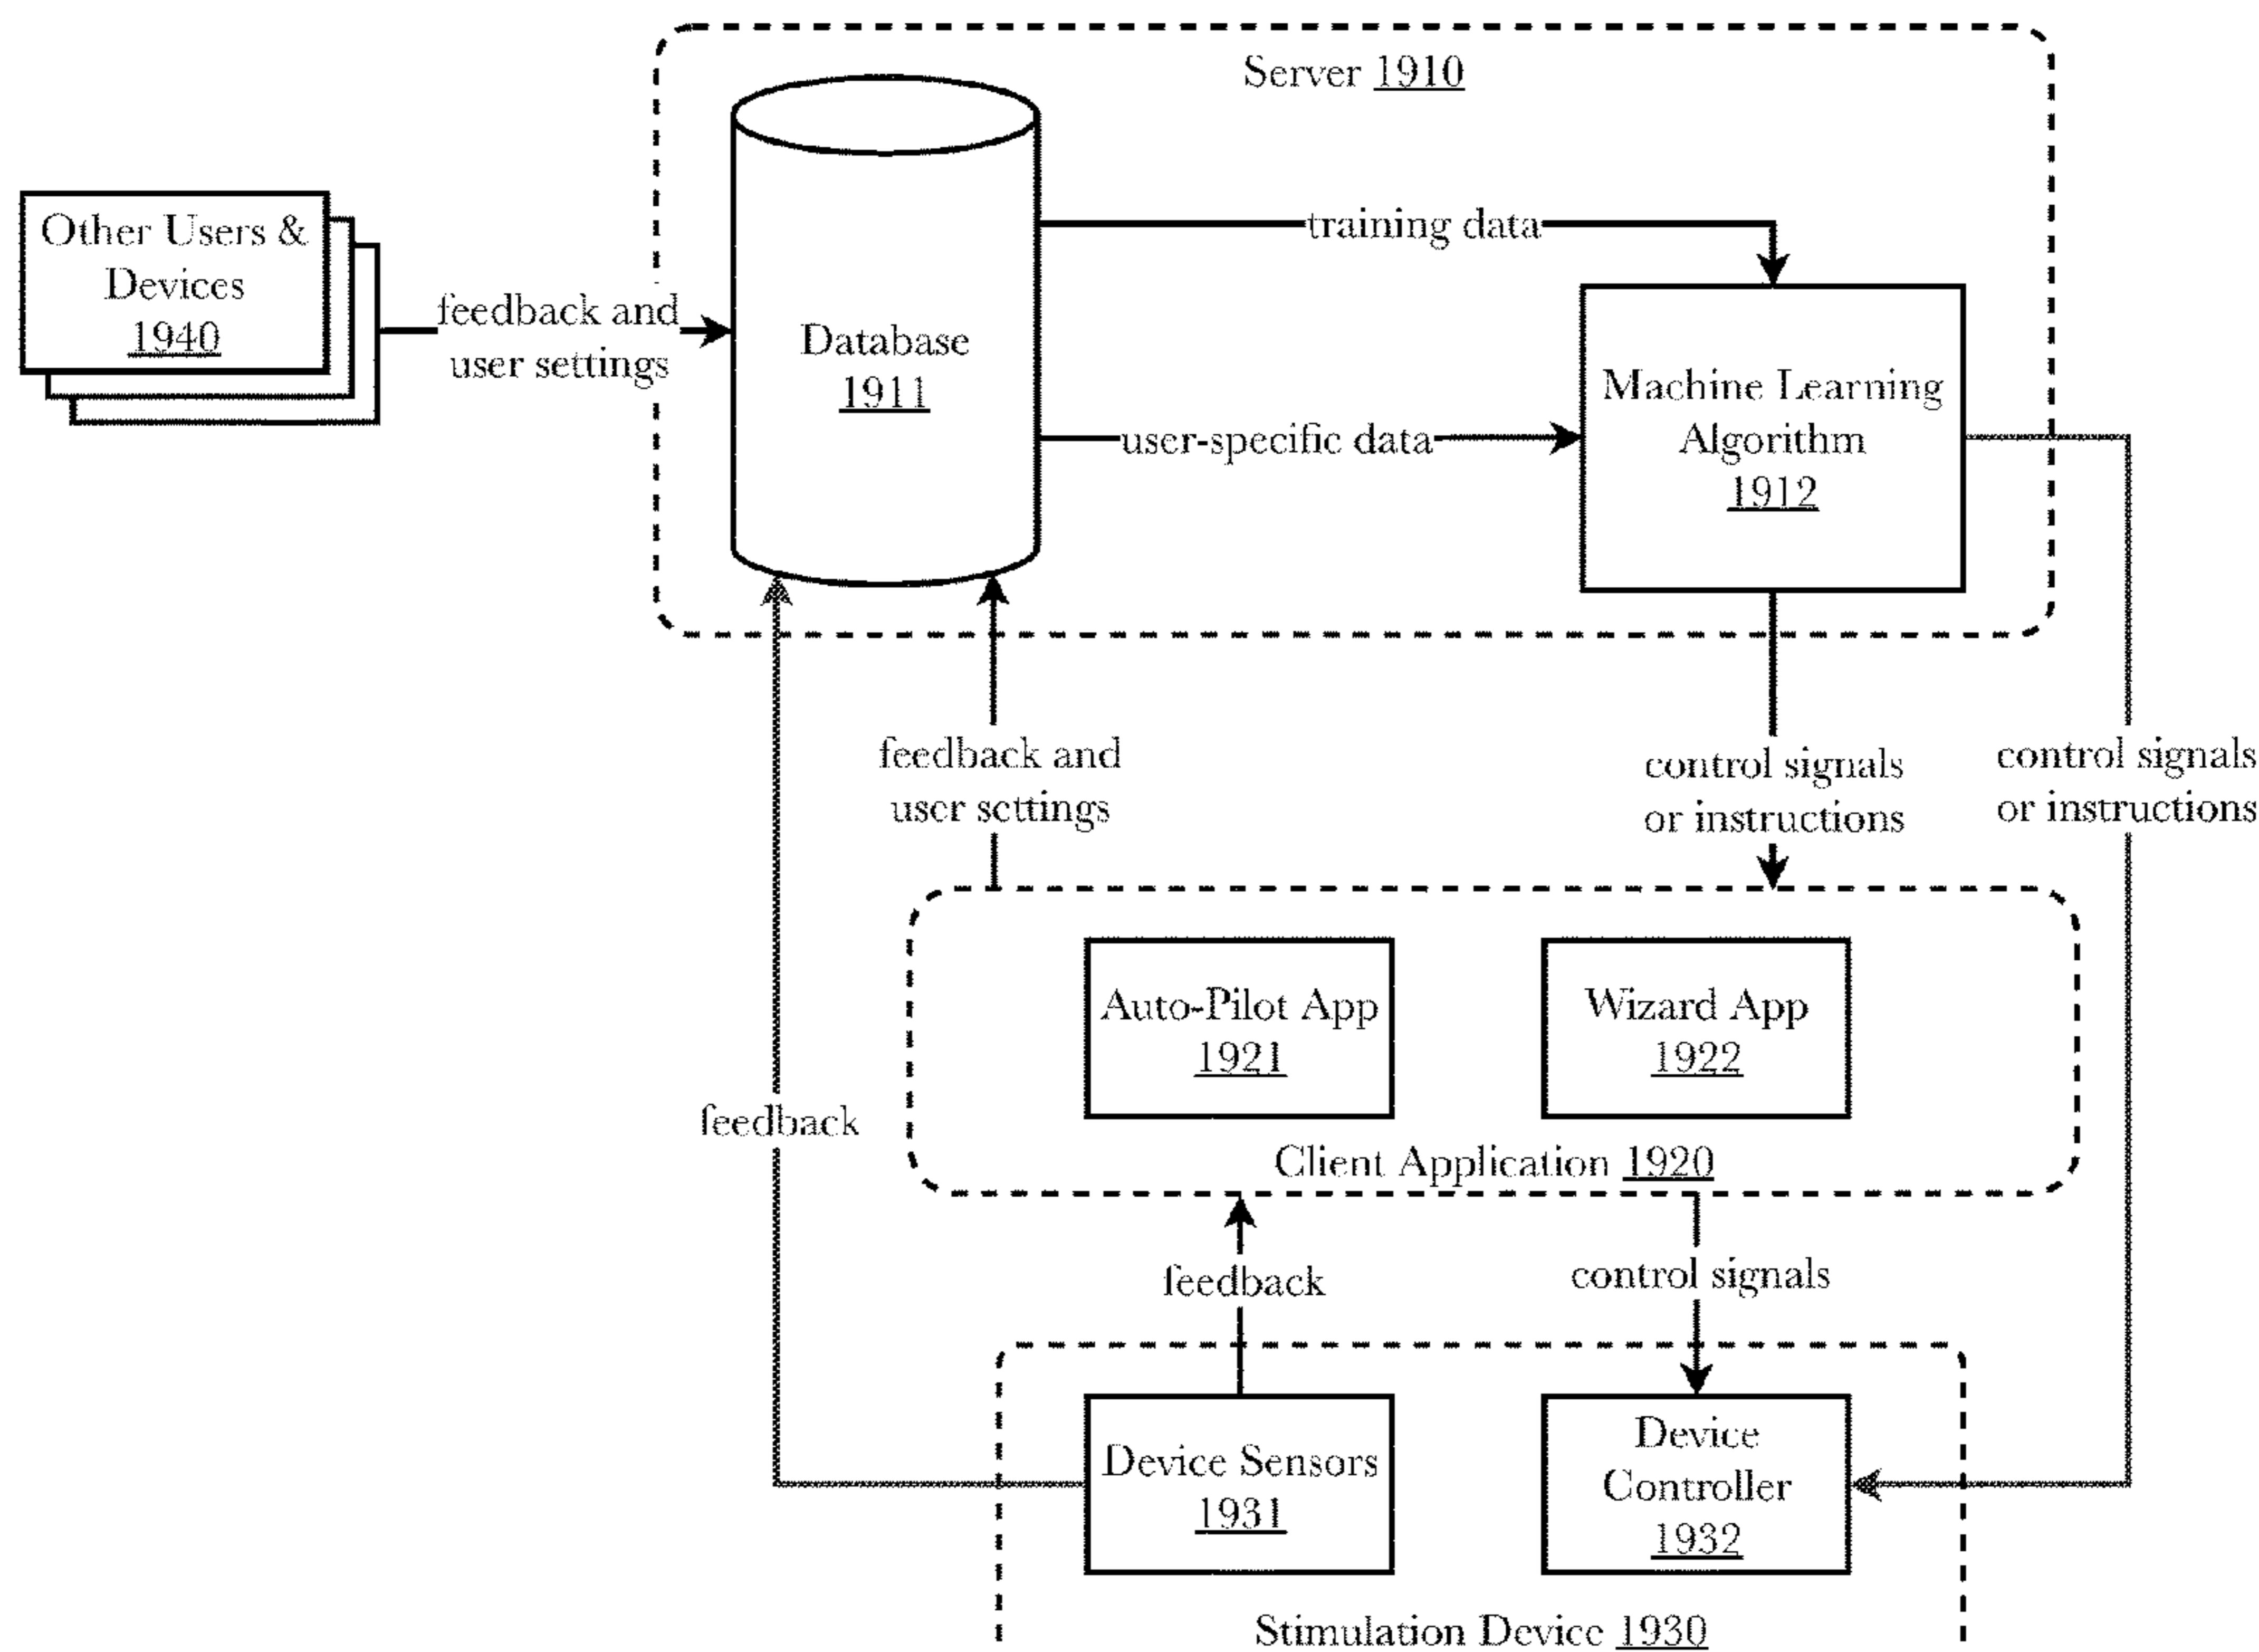 Server 1910
Other Users &
Devices
1940
feedback and
user settings
Database
1911
training data
user-specific data
Machine Learning
Algorithm
1912
feedback and
user settings
control signals
or instructions
control signals
or instructions
Auto-Pilot App
1921
Wizard App
1922
Client Application 1920
feedback
feedback
control signals
Device Sensors
1931
Device
Controller
1932
Stimulation Device 1930